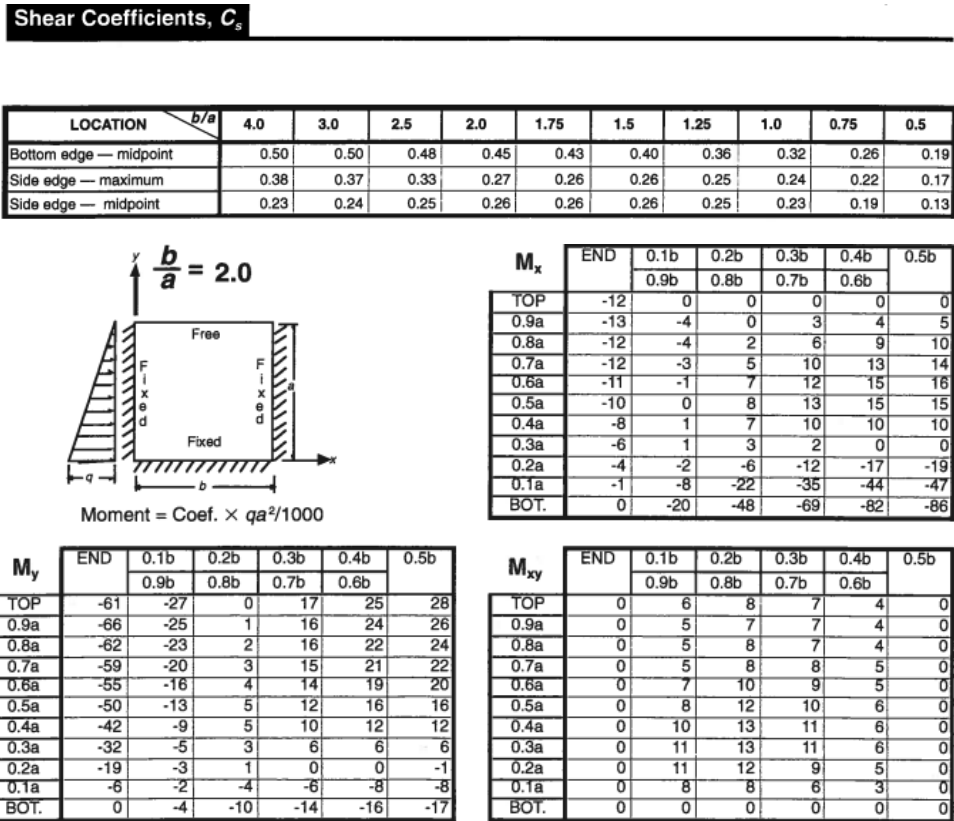 Shear Coefficients, Cs
LOCATION b/a 4.0 3.0 2.5 2.0 1.75 1.5 1.25 1.0 0.75 0.5
Bottom edge — midpoint 0.50 0.50 0.48 0.45 0.43 0.40 0.36 0.32 0.26 0.19
Side edge — maximum 0.38 0.37 0.33 0.27 0.26 0.26 0.25 0.24 0.22 0.17
Side edge — midpoint 0.23 0.24 0.25 0.26 0.26 0.26 0.25 0.23 0.19 0.13
b/a = 2.0
y
Free
Fixed
Fixed
a
Fixed
x
q
b
Moment = Coef. × qa²/1000
Mx END 0.1b 0.2b 0.3b 0.4b 0.5b
0.9b 0.8b 0.7b 0.6b
TOP -12 0 0 0 0 0
0.9a -13 -4 0 3 4 5
0.8a -12 -4 2 6 9 10
0.7a -12 -3 5 10 13 14
0.6a -11 -1 7 12 15 16
0.5a -10 0 8 13 15 15
0.4a -8 1 7 10 10 10
0.3a -6 1 3 2 0 0
0.2a -4 -2 -6 -12 -17 -19
0.1a -1 -8 -22 -35 -44 -47
BOT. 0 -20 -48 -69 -82 -86
My END 0.1b 0.2b 0.3b 0.4b 0.5b
0.9b 0.8b 0.7b 0.6b
TOP -61 -27 0 17 25 28
0.9a -66 -25 1 16 24 26
0.8a -62 -23 2 16 22 24
0.7a -59 -20 3 15 21 22
0.6a -55 -16 4 14 19 20
0.5a -50 -13 5 12 16 16
0.4a -42 -9 5 10 12 12
0.3a -32 -5 3 6 6 6
0.2a -19 -3 1 0 0 -1
0.1a -6 -2 -4 -6 -8 -8
BOT. 0 -4 -10 -14 -16 -17
Mxy END 0.1b 0.2b 0.3b 0.4b 0.5b
0.9b 0.8b 0.7b 0.6b
TOP 0 6 8 7 4 0
0.9a 0 5 7 7 4 0
0.8a 0 5 8 7 4 0
0.7a 0 5 8 8 5 0
0.6a 0 7 10 9 5 0
0.5a 0 8 12 10 6 0
0.4a 0 10 13 11 6 0
0.3a 0 11 13 11 6 0
0.2a 0 11 12 9 5 0
0.1a 0 8 8 6 3 0
BOT. 0 0 0 0 0 0